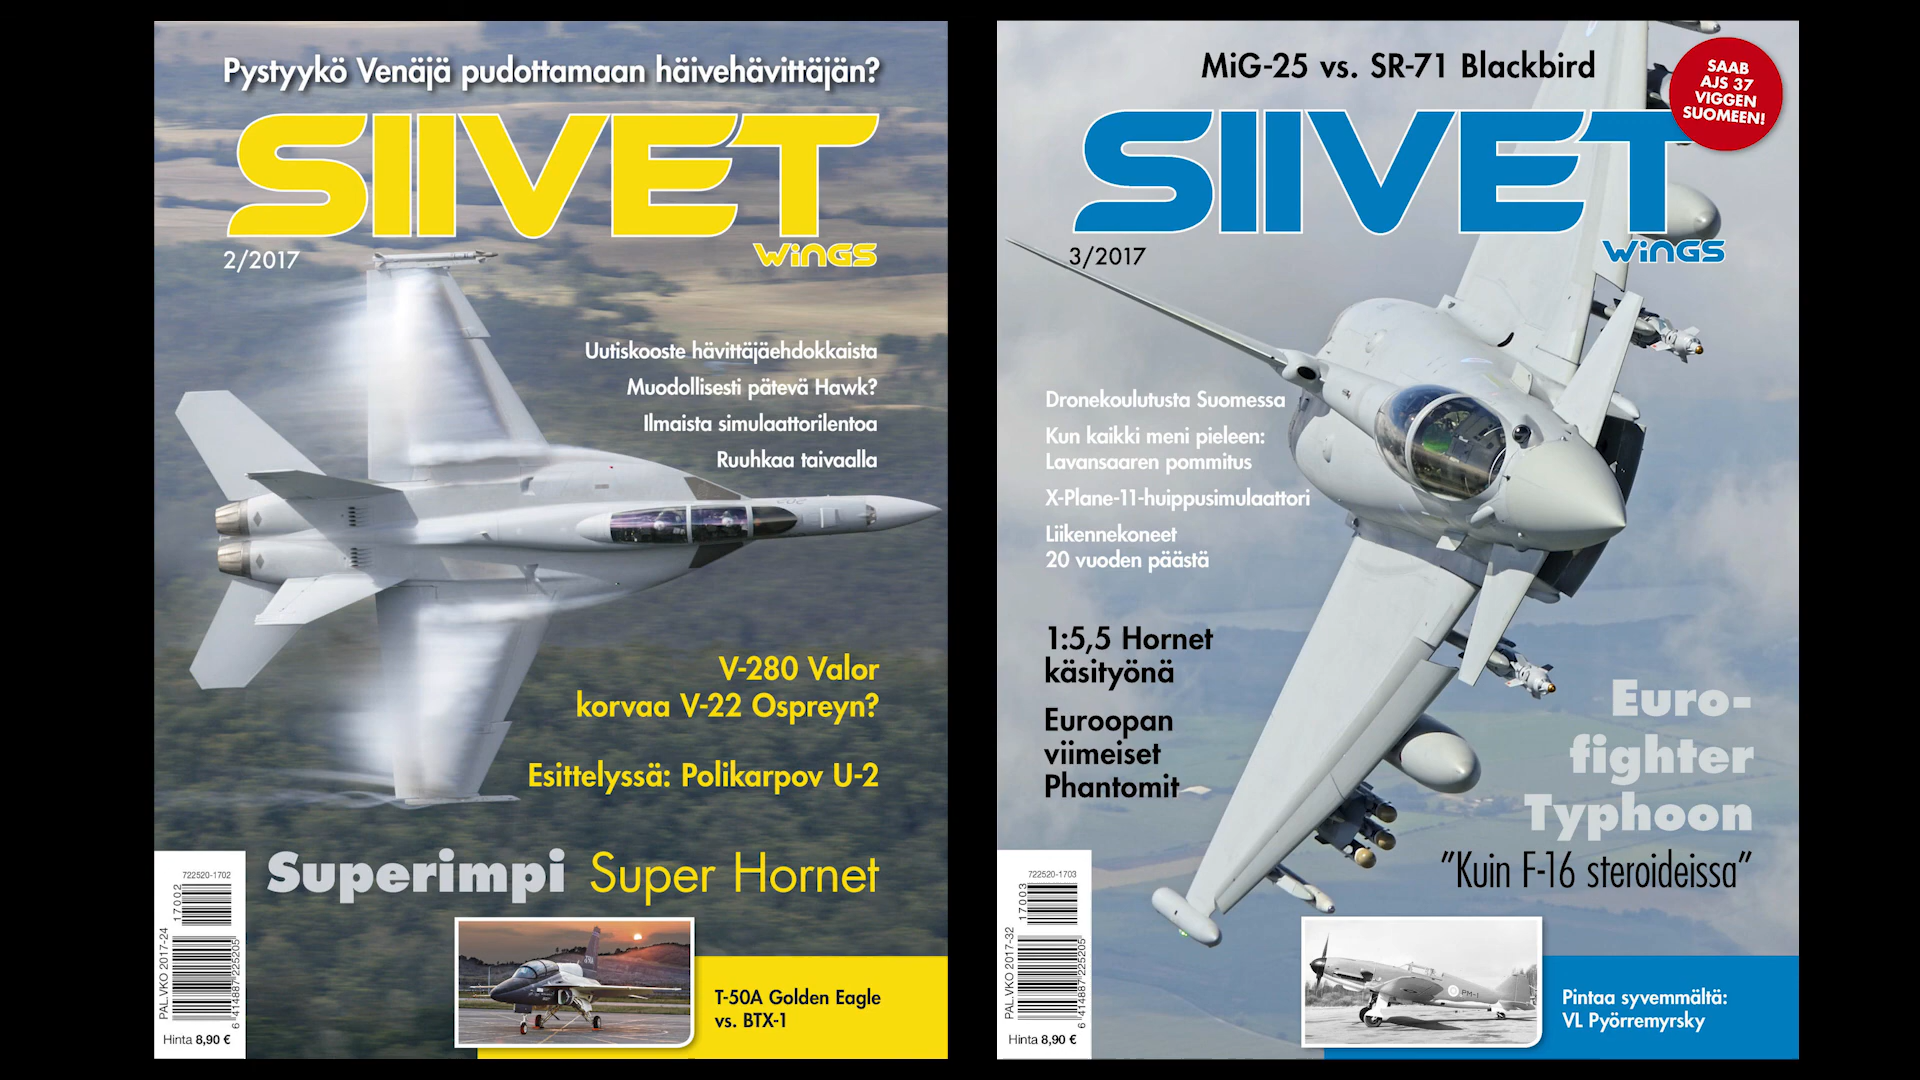 Pystyykö Venäjä pudottamaan häivehävittäjän?
SIIVET
WiNGS
2/2017
Uutiskooste hävittäjäehdokkaista
Muodollisesti pätevä Hawk?
Ilmaista simulaattorilentoa
Ruuhkaa taivaalla
V-280 Valor
korvaa V-22 Ospreyn?
Esittelyssä: Polikarpov U-2
Superimpi Super Hornet
T-50A Golden Eagle
vs. BTX-1
722520-1702
17002
PAL.VKO 2017-24
6 414887 225205
Hinta 8,90 €
MiG-25 vs. SR-71 Blackbird
SAAB
AJS 37
VIGGEN
SUOMEEN!
SIIVET
WiNGS
3/2017
Dronekoulutusta Suomessa
Kun kaikki meni pieleen:
Lavansaaren pommitus
X-Plane-11-huippusimulaattori
Liikennekoneet
20 vuoden päästä
1:5,5 Hornet
käsityönä
Euroopan
viimeiset
Phantomit
Euro-
fighter
Typhoon
”Kuin F-16 steroideissa”
PM-1
Pintaa syvemmältä:
VL Pyörremyrsky
722520-1703
17003
PAL.VKO 2017-32
6 414887 225205
Hinta 8,90 €